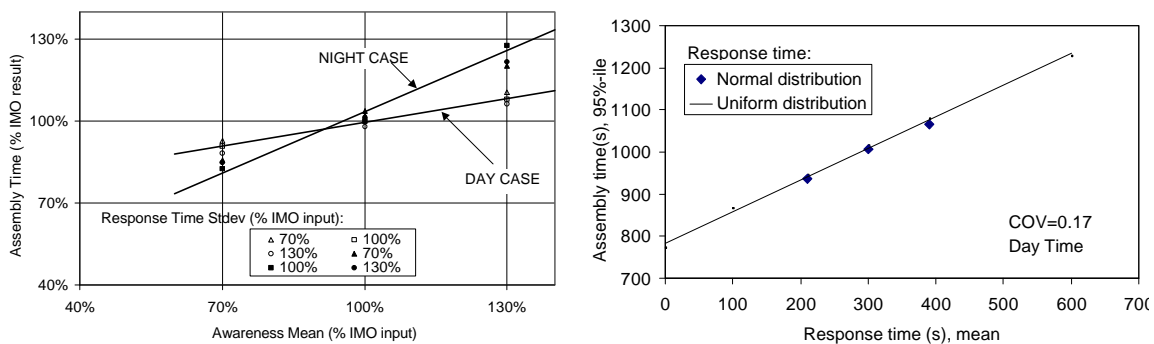 Assembly Time (% IMO result)
130%
100%
70%
40%
NIGHT CASE
DAY CASE
Response Time Stdev (% IMO input):
70% 100%
130% 70%
100% 130%
40% 70% 100% 130%
Awareness Mean (% IMO input)
Assembly time(s), 95%-ile
1300
1200
1100
1000
900
800
700
Response time:
Normal distribution
Uniform distribution
COV=0.17
Day Time
0 100 200 300 400 500 600 700
Response time (s), mean